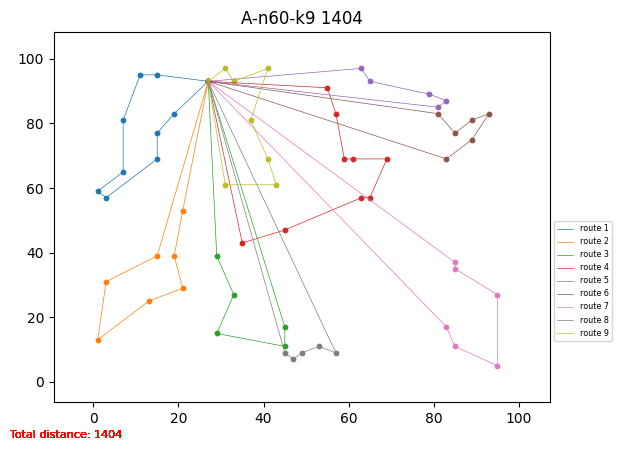 A-n60-k9 1404
100
80
60
40
20
0
0 20 40 60 80 100
route 1
route 2
route 3
route 4
route 5
route 6
route 7
route 8
route 9
Total distance: 1404